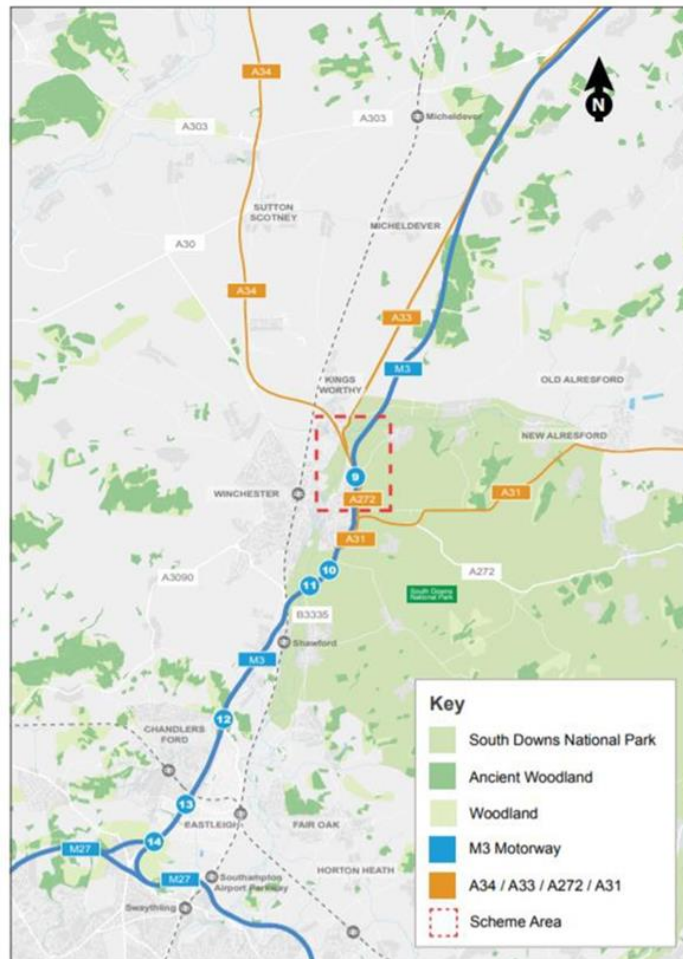 A34
A303
A303
Micheldever
N
SUTTON
SCOTNEY
MICHELDEVER
A30
A34
A33
M3
KINGS
WORTHY
OLD ALRESFORD
NEW ALRESFORD
9
WINCHESTER
A272
A31
A31
10
A3090
11
A272
South Downs
National Park
B3335
Shawford
M3
12
CHANDLERS
FORD
13
EASTLEIGH
FAIR OAK
14
M27
M27
HORTON HEATH
Southampton
Airport Parkway
Swaythling
Key
South Downs National Park
Ancient Woodland
Woodland
M3 Motorway
A34 / A33 / A272 / A31
Scheme Area